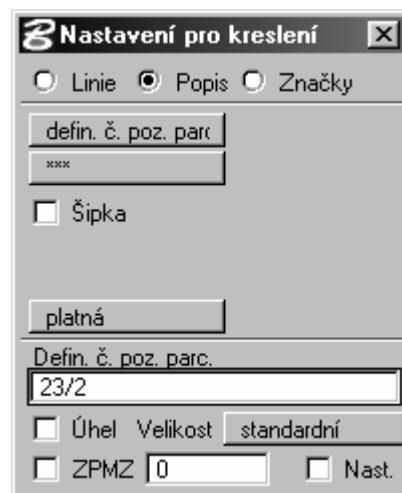 Nastavení pro kreslení
Linie Popis Značky
defin. č. poz. parc
***
Šipka
platná
Defin. č. poz. parc.
23/2
Úhel Velikost standardní
ZPMZ 0 Nast.